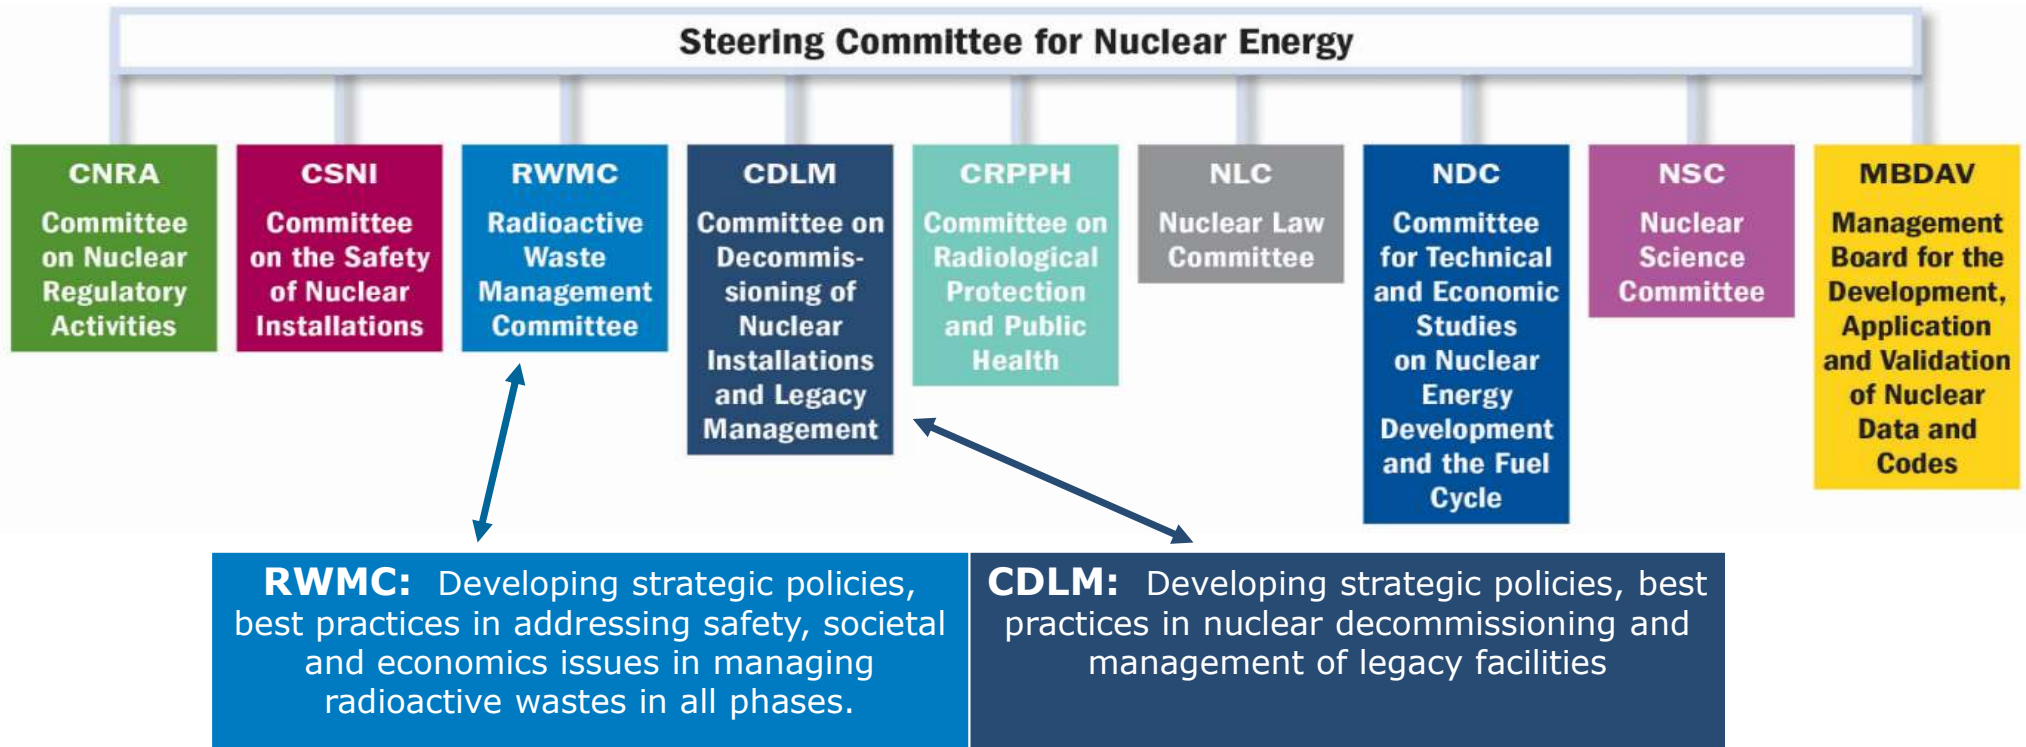 Steering Committee for Nuclear Energy
CNRA
Committee
on Nuclear
Regulatory
Activities
CSNI
Committee
on the Safety
of Nuclear
Installations
RWMC
Radioactive
Waste
Management
Committee
CDLM
Committee on
Decommis-
sioning of
Nuclear
Installations
and Legacy
Management
CRPPH
Committee on
Radiological
Protection
and Public
Health
NLC
Nuclear Law
Committee
NDC
Committee
for Technical
and Economic
Studies
on Nuclear
Energy
Development
and the Fuel
Cycle
NSC
Nuclear
Science
Committee
MBDAV
Management
Board for the
Development,
Application
and Validation
of Nuclear
Data and
Codes
RWMC: Developing strategic policies,
best practices in addressing safety, societal
and economics issues in managing
radioactive wastes in all phases.
CDLM: Developing strategic policies, best
practices in nuclear decommissioning and
management of legacy facilities